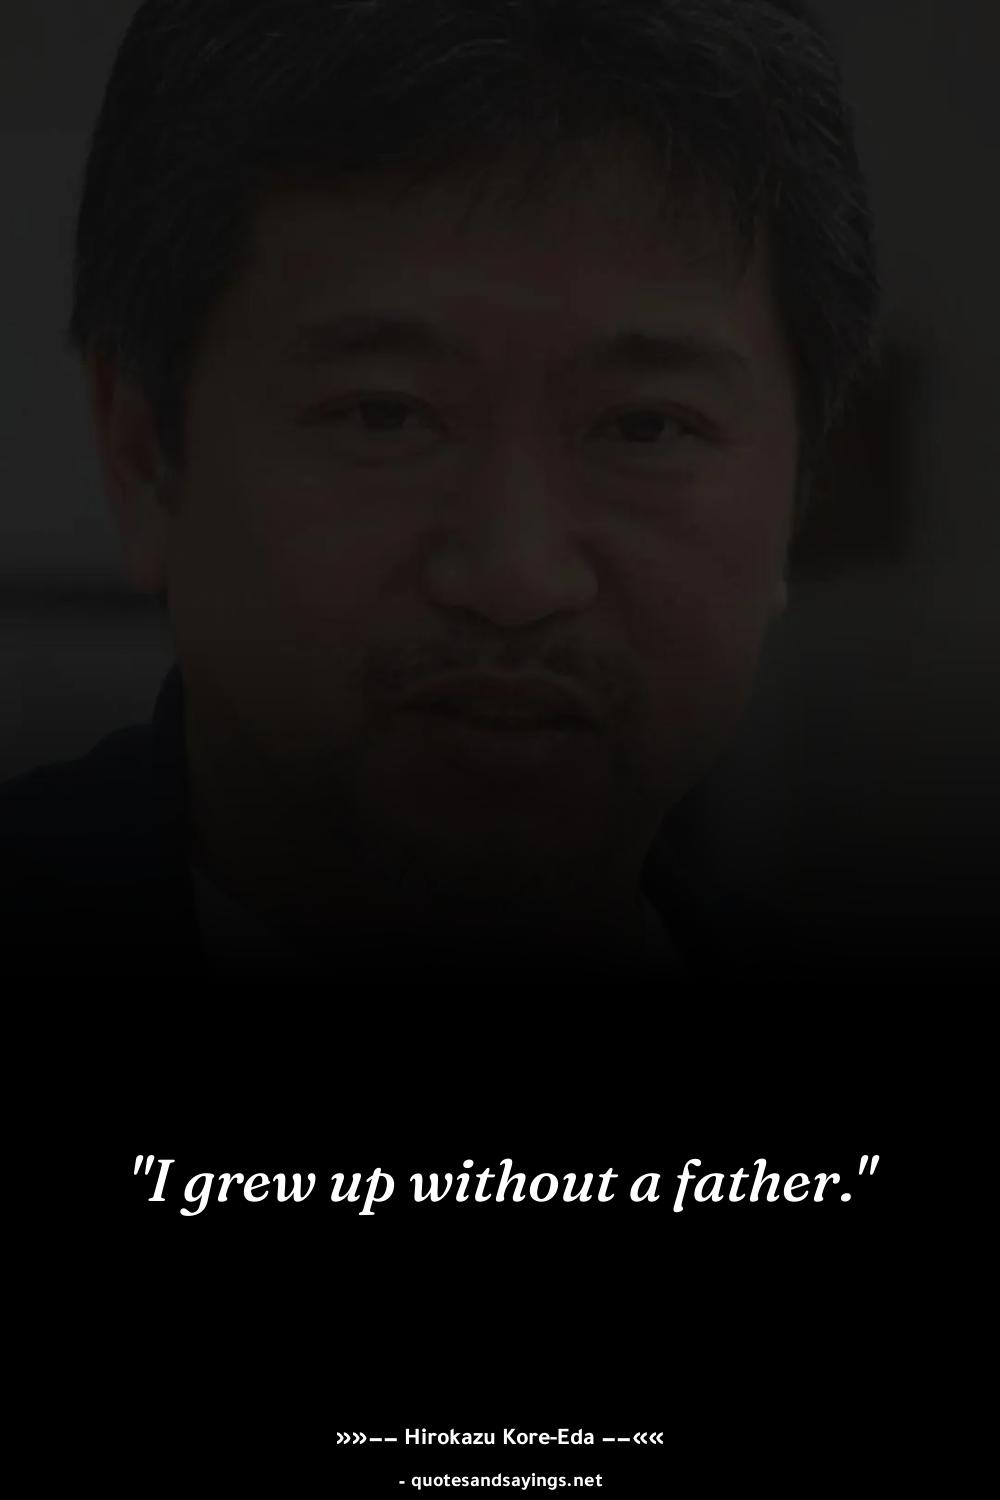 "I grew up without a father."
»»−− Hirokazu Kore-Eda −−««
- quotesandsayings.net